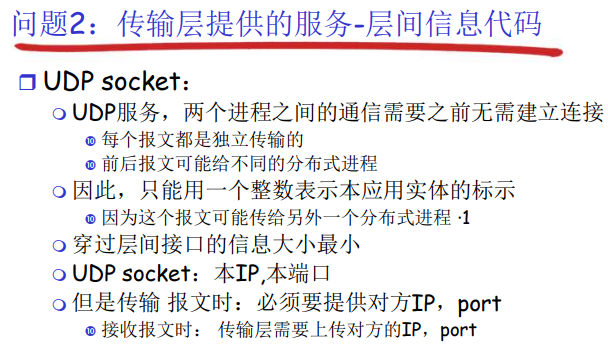 问题2：传输层提供的服务-层间信息代码
UDP socket：
UDP服务，两个进程之间的通信需要之前无需建立连接
每个报文都是独立传输的
前后报文可能给不同的分布式进程
因此，只能用一个整数表示本应用实体的标示
因为这个报文可能传给另外一个分布式进程 ·1
穿过层间接口的信息大小最小
UDP socket：本IP,本端口
但是传输 报文时：必须要提供对方IP，port
接收报文时： 传输层需要上传对方的IP，port